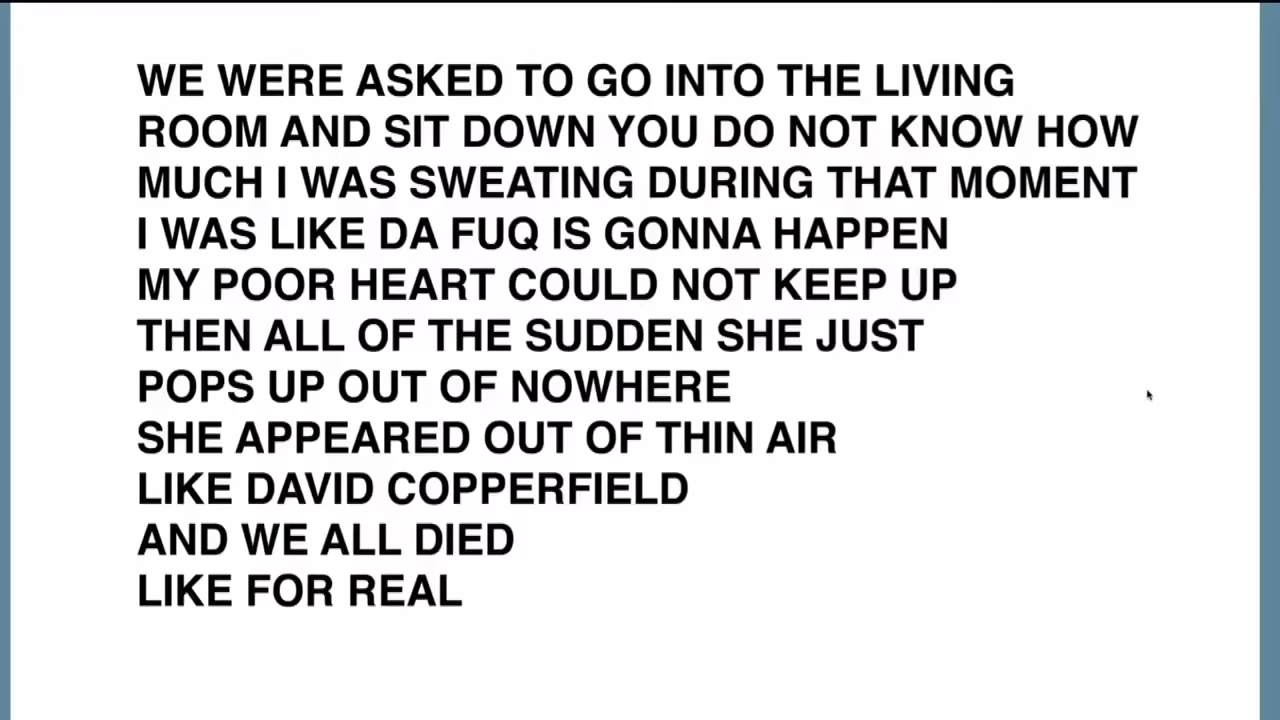 WE WERE ASKED TO GO INTO THE LIVING
ROOM AND SIT DOWN YOU DO NOT KNOW HOW
MUCH I WAS SWEATING DURING THAT MOMENT
I WAS LIKE DA FUQ IS GONNA HAPPEN
MY POOR HEART COULD NOT KEEP UP
THEN ALL OF THE SUDDEN SHE JUST
POPS UP OUT OF NOWHERE
SHE APPEARED OUT OF THIN AIR
LIKE DAVID COPPERFIELD
AND WE ALL DIED
LIKE FOR REAL